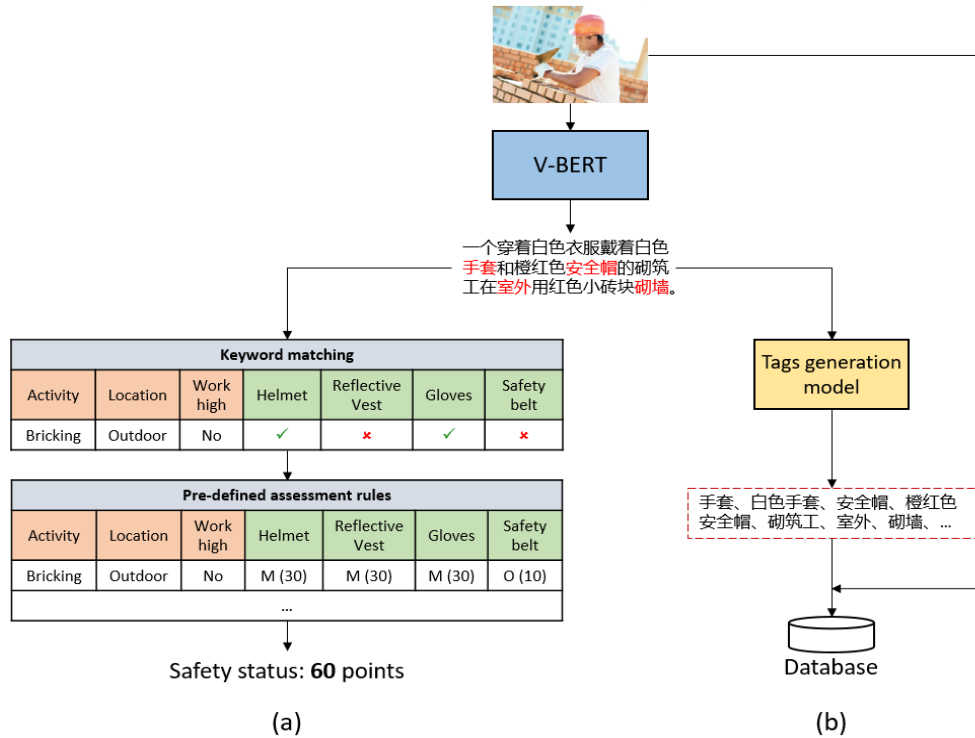 V-BERT
一个穿着白色衣服戴着白色
手套和橙红色安全帽的砌筑
工在室外用红色小砖块砌墙。
Keyword matching
Activity Location Work high Helmet Reflective Vest Gloves Safety belt
Bricking Outdoor No ✓ ✘ ✓ ✘
Pre-defined assessment rules
Activity Location Work high Helmet Reflective Vest Gloves Safety belt
Bricking Outdoor No M (30) M (30) M (30) O (10)
...
Safety status: 60 points
(a)
Tags generation
model
手套、白色手套、安全帽、橙红色
安全帽、砌筑工、室外、砌墙、...
Database
(b)